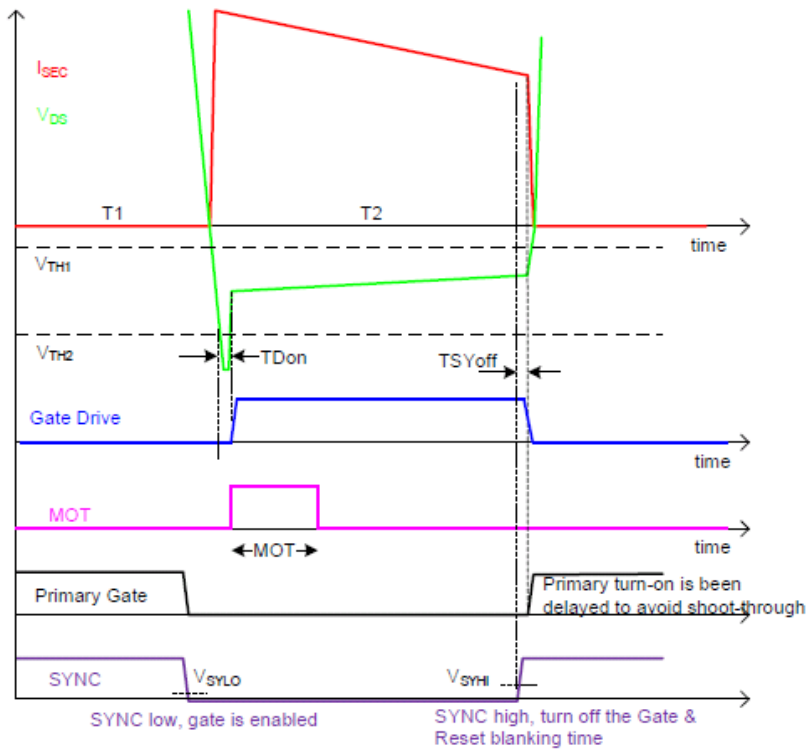 ISEC
VDS
T1
T2
time
VTH1
VTH2
TDon
TSYoff
Gate Drive
time
MOT
MOT
time
Primary Gate
Primary turn-on is been
delayed to avoid shoot-through
SYNC
VSYLO
VSYHI
SYNC low, gate is enabled
SYNC high, turn off the Gate &
Reset blanking time